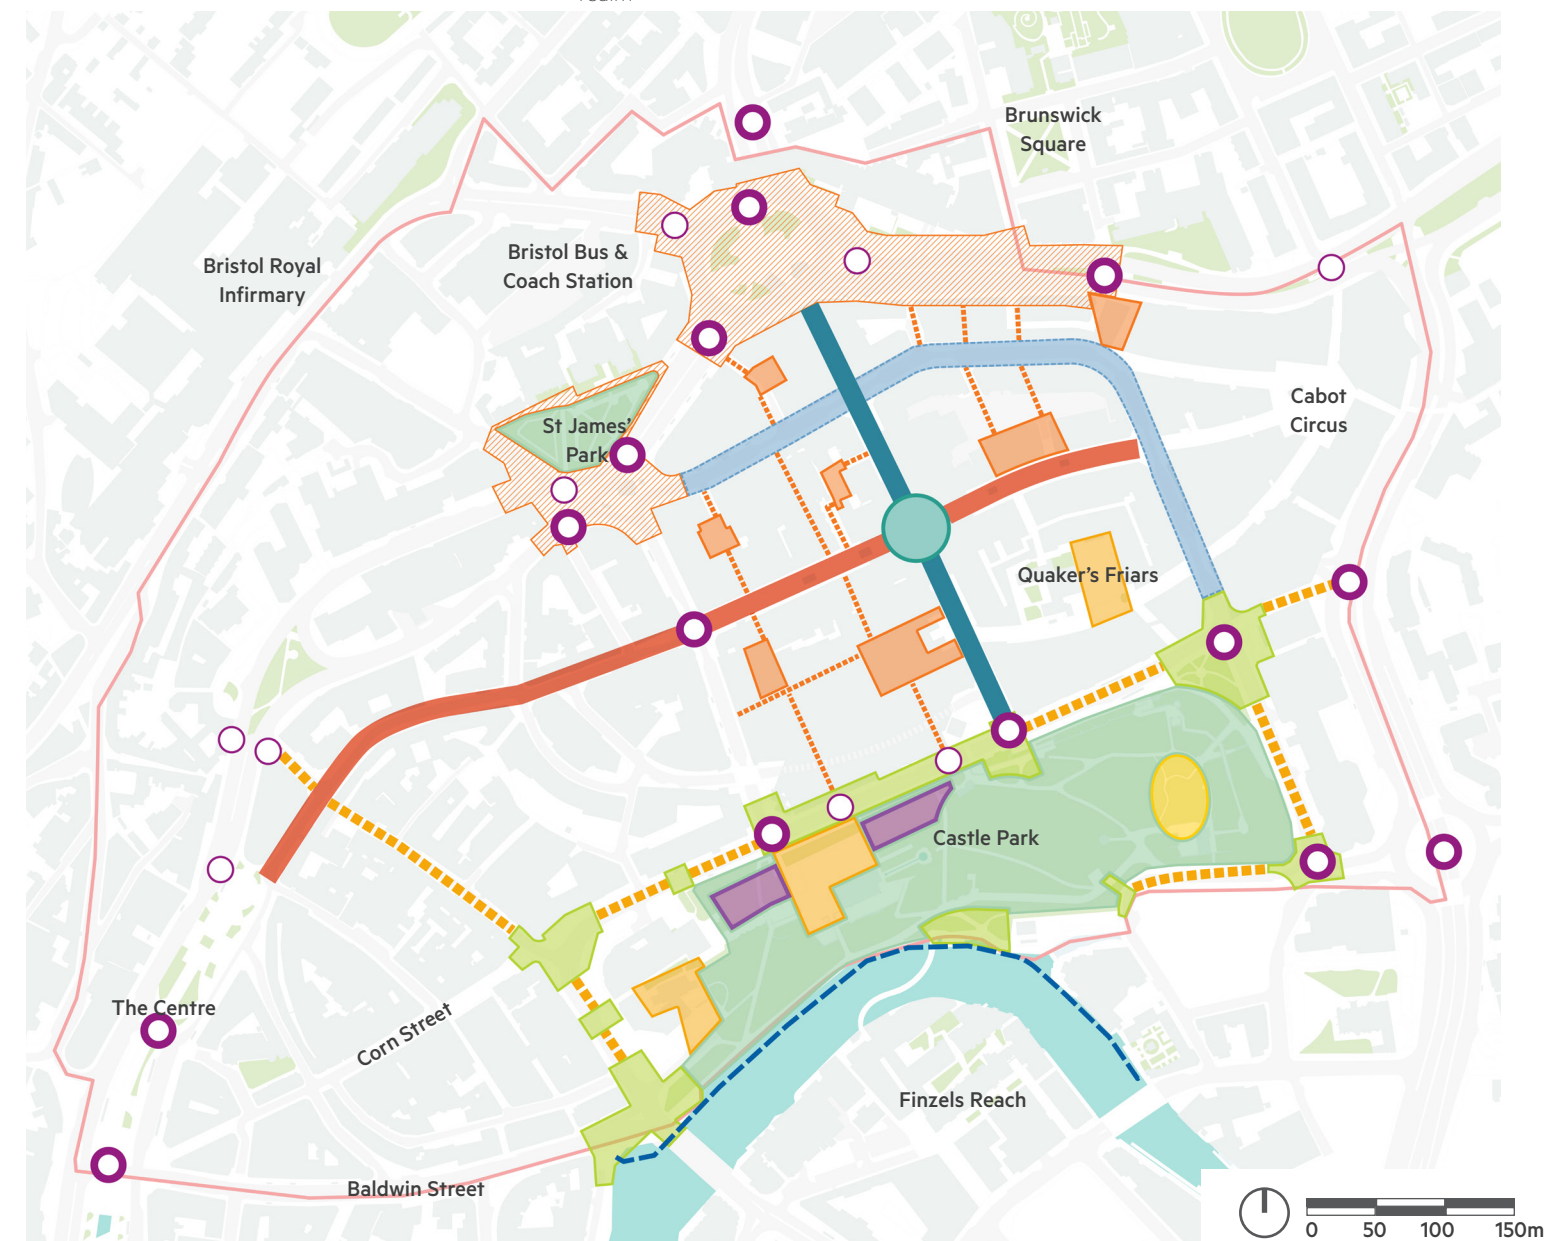 Brunswick
Square
Bristol Royal
Infirmary
Bristol Bus &
Coach Station
St James'
Park
Cabot
Circus
Quaker's Friars
Castle Park
The Centre
Corn Street
Finzels Reach
Baldwin Street
0 50 100 150m